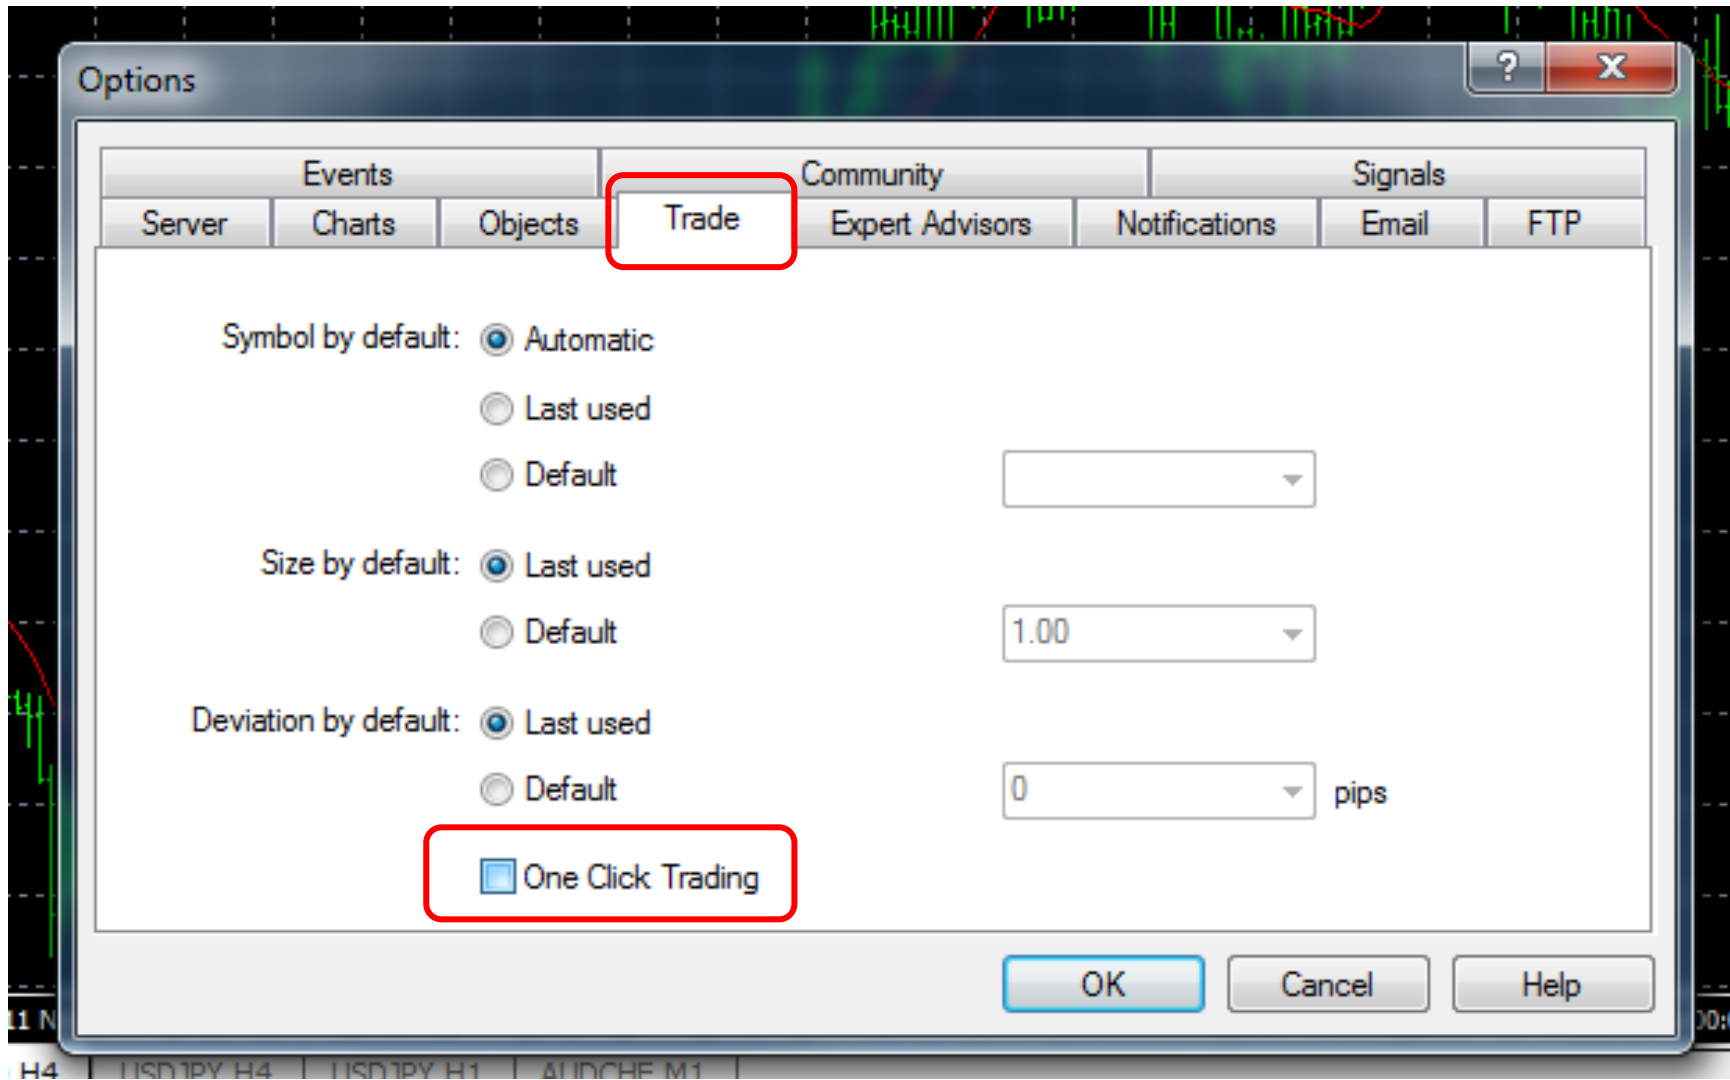 Options
?
X
Events Community Signals
Server Charts Objects Trade Expert Advisors Notifications Email FTP
Symbol by default: Automatic
Last used
Default
Size by default: Last used
Default 1.00
Deviation by default: Last used
Default 0 pips
One Click Trading
OK Cancel Help
11 N 00:
H4 USDJPY H4 USDJPY H1 AUDCHF M1